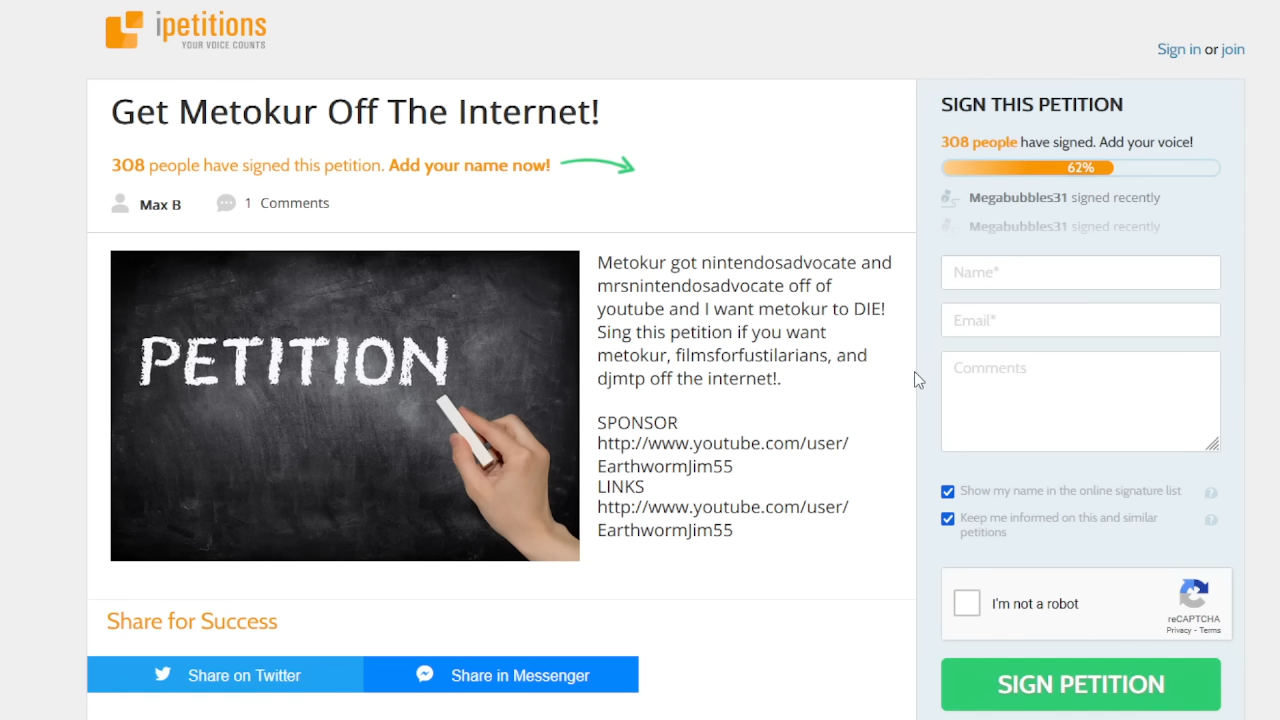 ipetitions
YOUR VOICE COUNTS
Sign in or join
Get Metokur Off The Internet!
308 people have signed this petition. Add your name now!
Max B
1 Comments
PETITION
Metokur got nintendosadvocate and
mrsnintendosadvocate off of
youtube and I want metokur to DIE!
Sing this petition if you want
metokur, filmsforfustilarians, and
djmtp off the internet!.
SPONSOR
http://www.youtube.com/user/
EarthwormJim55
LINKS
http://www.youtube.com/user/
EarthwormJim55
Share for Success
Share on Twitter
Share in Messenger
SIGN THIS PETITION
308 people have signed. Add your voice!
62%
Megabubbles31 signed recently
Megabubbles31 signed recently
Name*
Email*
Comments
Show my name in the online signature list
?
Keep me informed on this and similar
petitions
?
I'm not a robot
reCAPTCHA
Privacy - Terms
SIGN PETITION